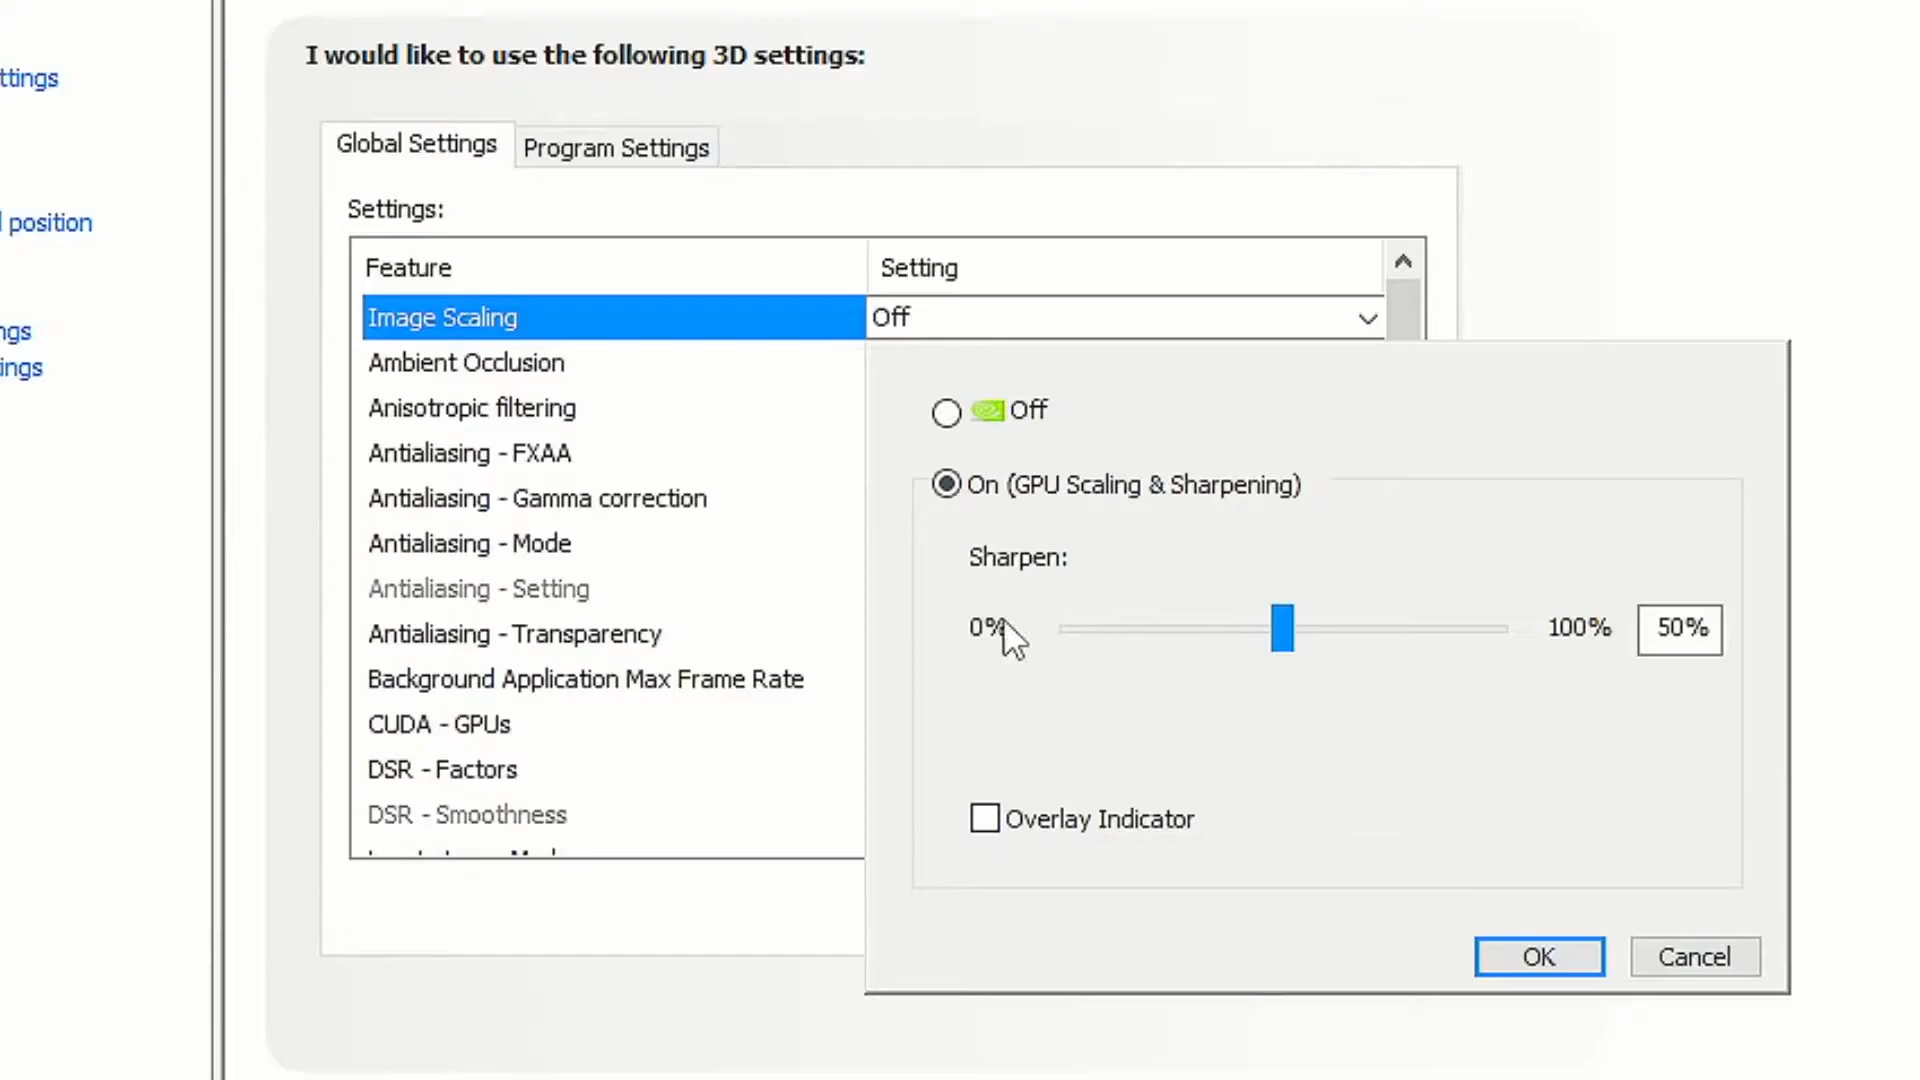 I would like to use the following 3D settings:
ttings
Global Settings
Program Settings
position
Settings:
Feature
Setting
Image Scaling
Off
ngs
ings
Ambient Occlusion
Anisotropic filtering
Antialiasing - FXAA
Antialiasing - Gamma correction
Antialiasing - Mode
Antialiasing - Setting
Antialiasing - Transparency
Background Application Max Frame Rate
CUDA - GPUs
DSR - Factors
DSR - Smoothness
Off
On (GPU Scaling & Sharpening)
Sharpen:
0%
100%
50%
Overlay Indicator
OK
Cancel